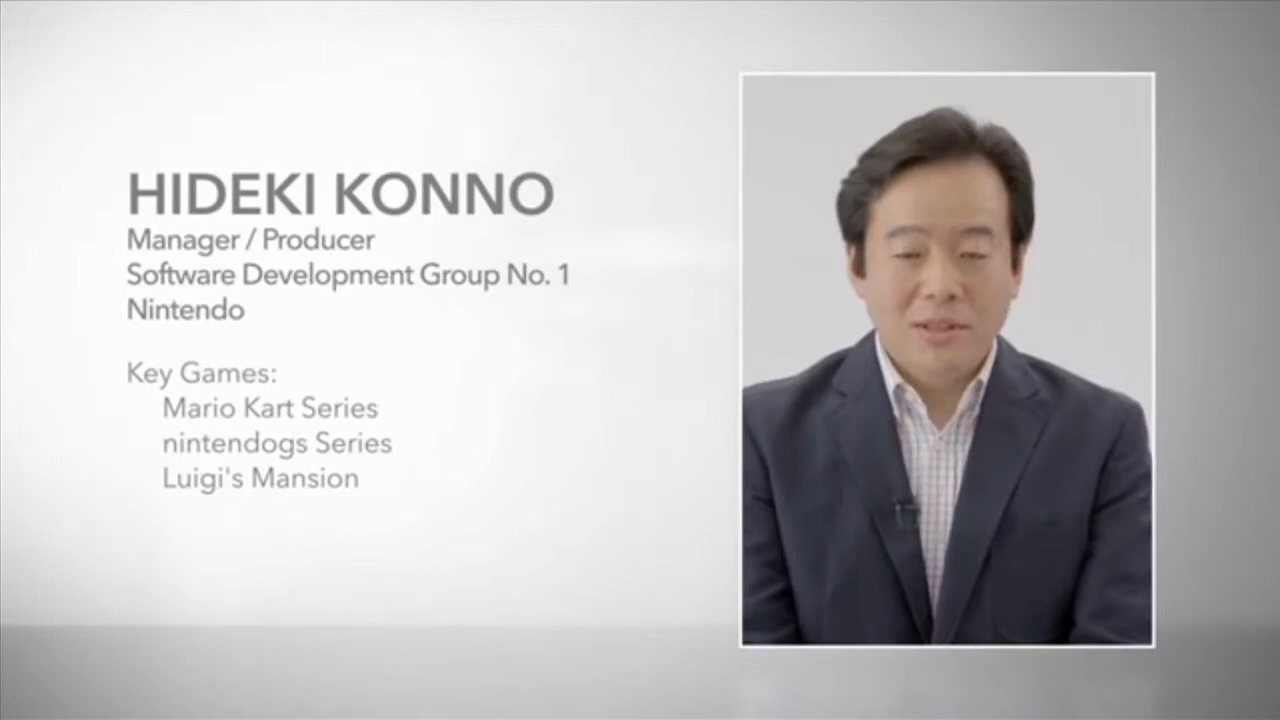 HIDEKI KONNO
Manager / Producer
Software Development Group No. 1
Nintendo
Key Games:
Mario Kart Series
nintendogs Series
Luigi's Mansion